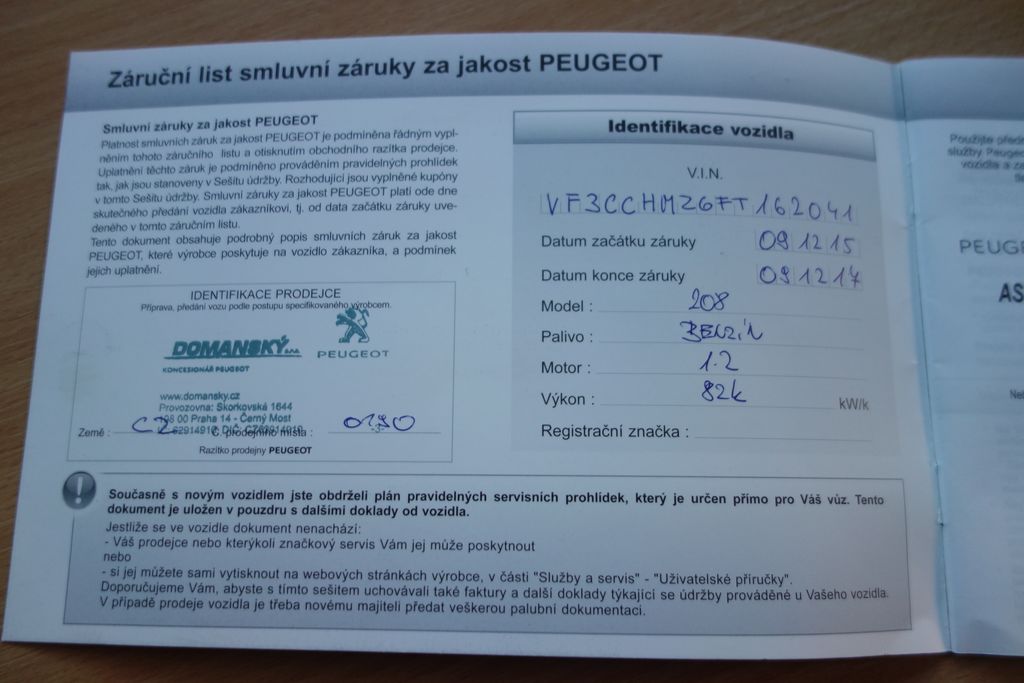 Záruční list smluvní záruky za jakost PEUGEOT
Smluvní záruky za jakost PEUGEOT
Platnost smluvních záruk za jakost PEUGEOT je podmíněna řádným vypl-
něním tohoto záručního listu a otisknutím obchodního razítka prodejce.
Uplatnění těchto záruk je podmíněno prováděním pravidelných prohlídek
tak, jak jsou stanoveny v Sešitu údržby. Rozhodující jsou vyplněné kupóny
v tomto Sešitu údržby. Smluvní záruky za jakost PEUGEOT platí ode dne
skutečného předání vozidla zákazníkovi, tj. od data začátku záruky uve-
deného v tomto záručním listu.
Tento dokument obsahuje podrobný popis smluvních záruk za jakost
PEUGEOT, které výrobce poskytuje na vozidlo zákazníka, a podmínek
jejich uplatnění.
IDENTIFIKACE PRODEJCE
Příprava, předání vozu podle postupu specifikovaného výrobcem.
DOMANSKÝ s.r.o.
KONCESIONÁŘ PEUGEOT
PEUGEOT
www.domansky.cz
Provozovna: Skorkovská 1644
198 00 Praha 14 - Černý Most
Země : CZ Č. prodejního místa : 0190
-3-
Razítko prodejny PEUGEOT
Identifikace vozidla
V.I.N.
VF3CCHMZ6FT162041
Datum začátku záruky 09 12 15
Datum konce záruky 09 12 17
Model : 208
Palivo : BENZIN
Motor : 1.2
Výkon : 82k kW/k
Registrační značka :
Současně s novým vozidlem jste obdrželi plán pravidelných servisních prohlídek, který je určen přímo pro Váš vůz. Tento
dokument je uložen v pouzdru s dalšími doklady od vozidla.
Jestliže se ve vozidle dokument nenachází:
- Váš prodejce nebo kterýkoli značkový servis Vám jej může poskytnout
nebo
- si jej můžete sami vytisknout na webových stránkách výrobce, v části "Služby a servis" - "Uživatelské příručky".
Doporučujeme Vám, abyste s tímto sešitem uchovávali také faktury a další doklady týkající se údržby prováděné u Vašeho vozidla.
V případě prodeje vozidla je třeba novému majiteli předat veškerou palubní dokumentaci.
Použijte
služby Peugeot
vozidla a
PEUG
AS